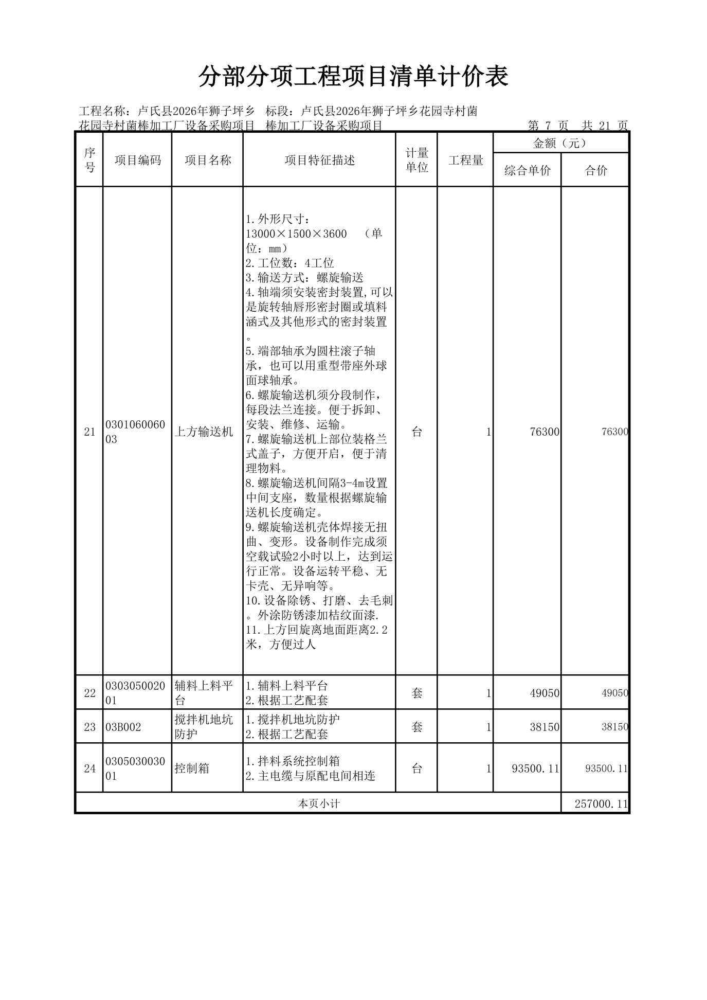 分部分项工程项目清单计价表
工程名称：卢氏县2026年狮子坪乡
花园寺村菌棒加工厂设备采购项目
标段：卢氏县2026年狮子坪乡花园寺村菌
棒加工厂设备采购项目
第 7 页 共 21 页
序号
项目编码
项目名称
项目特征描述
计量单位
工程量
金额（元）
综合单价
合价
21
0301060060
03
上方输送机
1.外形尺寸：
13000×1500×3600 （单
位：mm）
2.工位数：4工位
3.输送方式：螺旋输送
4.轴端须安装密封装置,可以
是旋转轴唇形密封圈或填料
涵式及其他形式的密封装置
。
5.端部轴承为圆柱滚子轴
承，也可以用重型带座外球
面球轴承。
6.螺旋输送机须分段制作，
每段法兰连接。便于拆卸、
安装、维修、运输。
7.螺旋输送机上部位装格兰
式盖子，方便开启，便于清
理物料。
8.螺旋输送机间隔3-4m设置
中间支座，数量根据螺旋输
送机长度确定。
9.螺旋输送机壳体焊接无扭
曲、变形。设备制作完成须
空载试验2小时以上，达到运
行正常。设备运转平稳、无
卡壳、无异响等。
10.设备除锈、打磨、去毛刺
。外涂防锈漆加桔纹面漆.
11.上方回旋离地面距离2.2
米，方便过人
台
1
76300
76300
22
0303050020
01
辅料上料平
台
1.辅料上料平台
2.根据工艺配套
套
1
49050
49050
23
03B002
搅拌机地坑
防护
1.搅拌机地坑防护
2.根据工艺配套
套
1
38150
38150
24
0305030030
01
控制箱
1.拌料系统控制箱
2.主电缆与原配电间相连
台
1
93500.11
93500.11
本页小计
257000.11